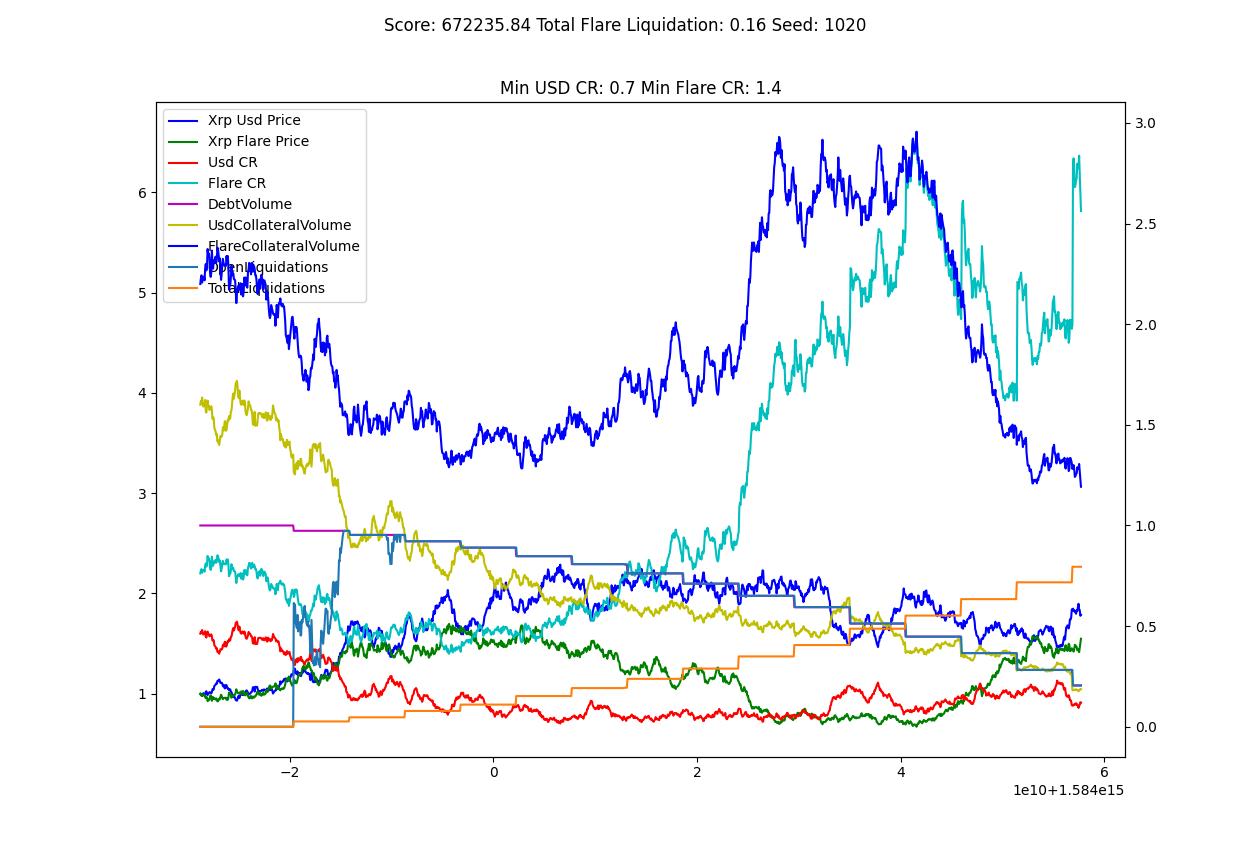 Score: 672235.84 Total Flare Liquidation: 0.16 Seed: 1020
Min USD CR: 0.7 Min Flare CR: 1.4
Xrp Usd Price
Xrp Flare Price
Usd CR
Flare CR
DebtVolume
UsdCollateralVolume
FlareCollateralVolume
OpenLiquidations
TotalLiquidations
6
5
4
3
2
1
3.0
2.5
2.0
1.5
1.0
0.5
0.0
−2 0 2 4 6
1e10+1.584e15